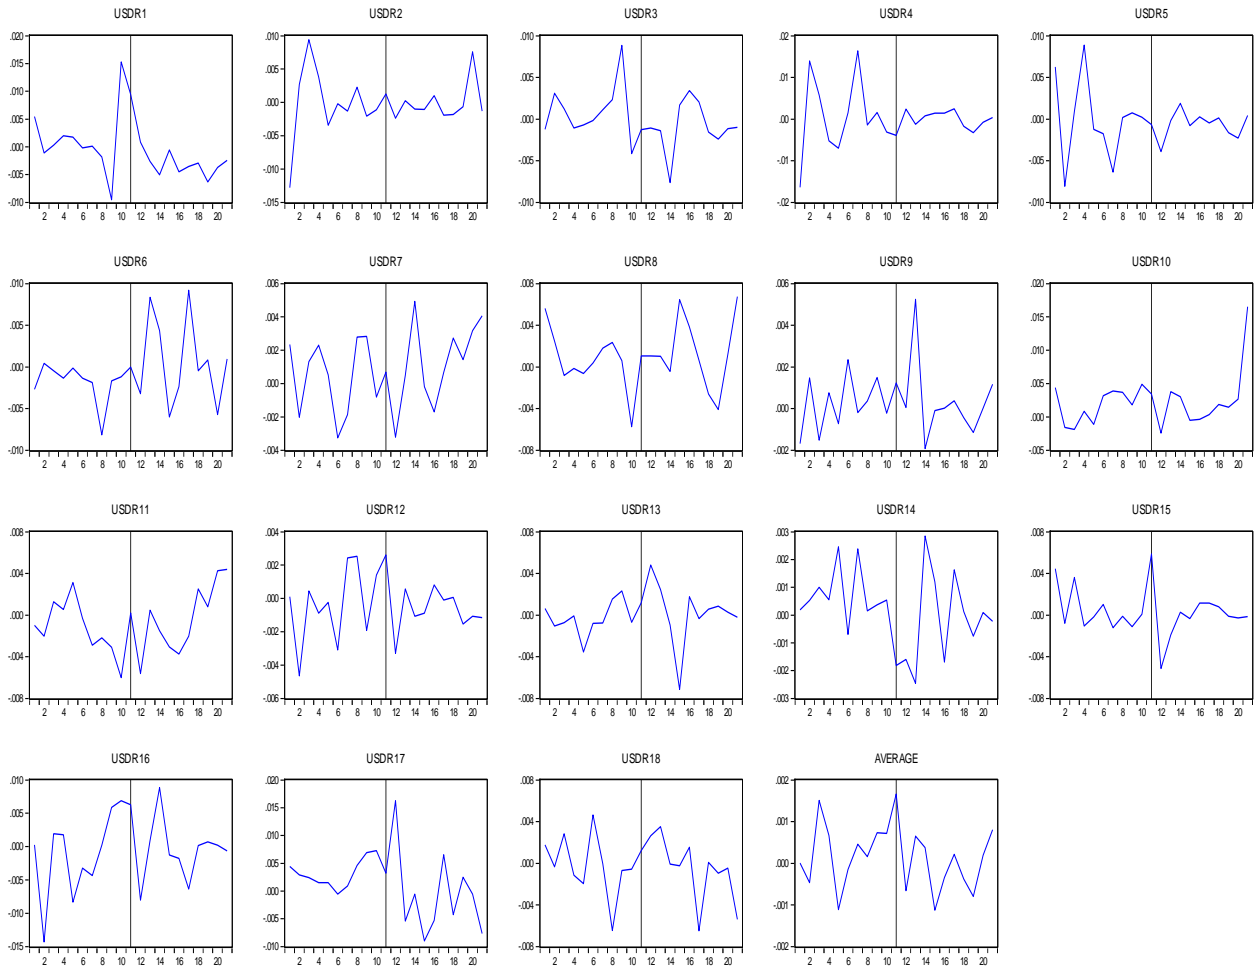 USDR1 USDR2 USDR3 USDR4 USDR5
.020 .015 .010 .005 .000 -.005 -.010
.010 .005 .000 -.005 -.010 -.015
.010 .005 .000 -.005 -.010
.02 .01 .00 -.01 -.02
.010 .005 .000 -.005 -.010
2 4 6 8 10 12 14 16 18 20
2 4 6 8 10 12 14 16 18 20
2 4 6 8 10 12 14 16 18 20
2 4 6 8 10 12 14 16 18 20
2 4 6 8 10 12 14 16 18 20
USDR6 USDR7 USDR8 USDR9 USDR10
.010 .005 .000 -.005 -.010
.006 .004 .002 .000 -.002 -.004
.008 .004 .000 -.004 -.008
.006 .004 .002 .000 -.002
.020 .015 .010 .005 .000 -.005
2 4 6 8 10 12 14 16 18 20
2 4 6 8 10 12 14 16 18 20
2 4 6 8 10 12 14 16 18 20
2 4 6 8 10 12 14 16 18 20
2 4 6 8 10 12 14 16 18 20
USDR11 USDR12 USDR13 USDR14 USDR15
.008 .004 .000 -.004 -.008
.004 .002 .000 -.002 -.004 -.006
.008 .004 .000 -.004 -.008
.003 .002 .001 .000 -.001 -.002 -.003
.008 .004 .000 -.004 -.008
2 4 6 8 10 12 14 16 18 20
2 4 6 8 10 12 14 16 18 20
2 4 6 8 10 12 14 16 18 20
2 4 6 8 10 12 14 16 18 20
2 4 6 8 10 12 14 16 18 20
USDR16 USDR17 USDR18 AVERAGE
.010 .005 .000 -.005 -.010 -.015
.020 .015 .010 .005 .000 -.005 -.010
.008 .004 .000 -.004 -.008
.002 .001 .000 -.001 -.002
2 4 6 8 10 12 14 16 18 20
2 4 6 8 10 12 14 16 18 20
2 4 6 8 10 12 14 16 18 20
2 4 6 8 10 12 14 16 18 20